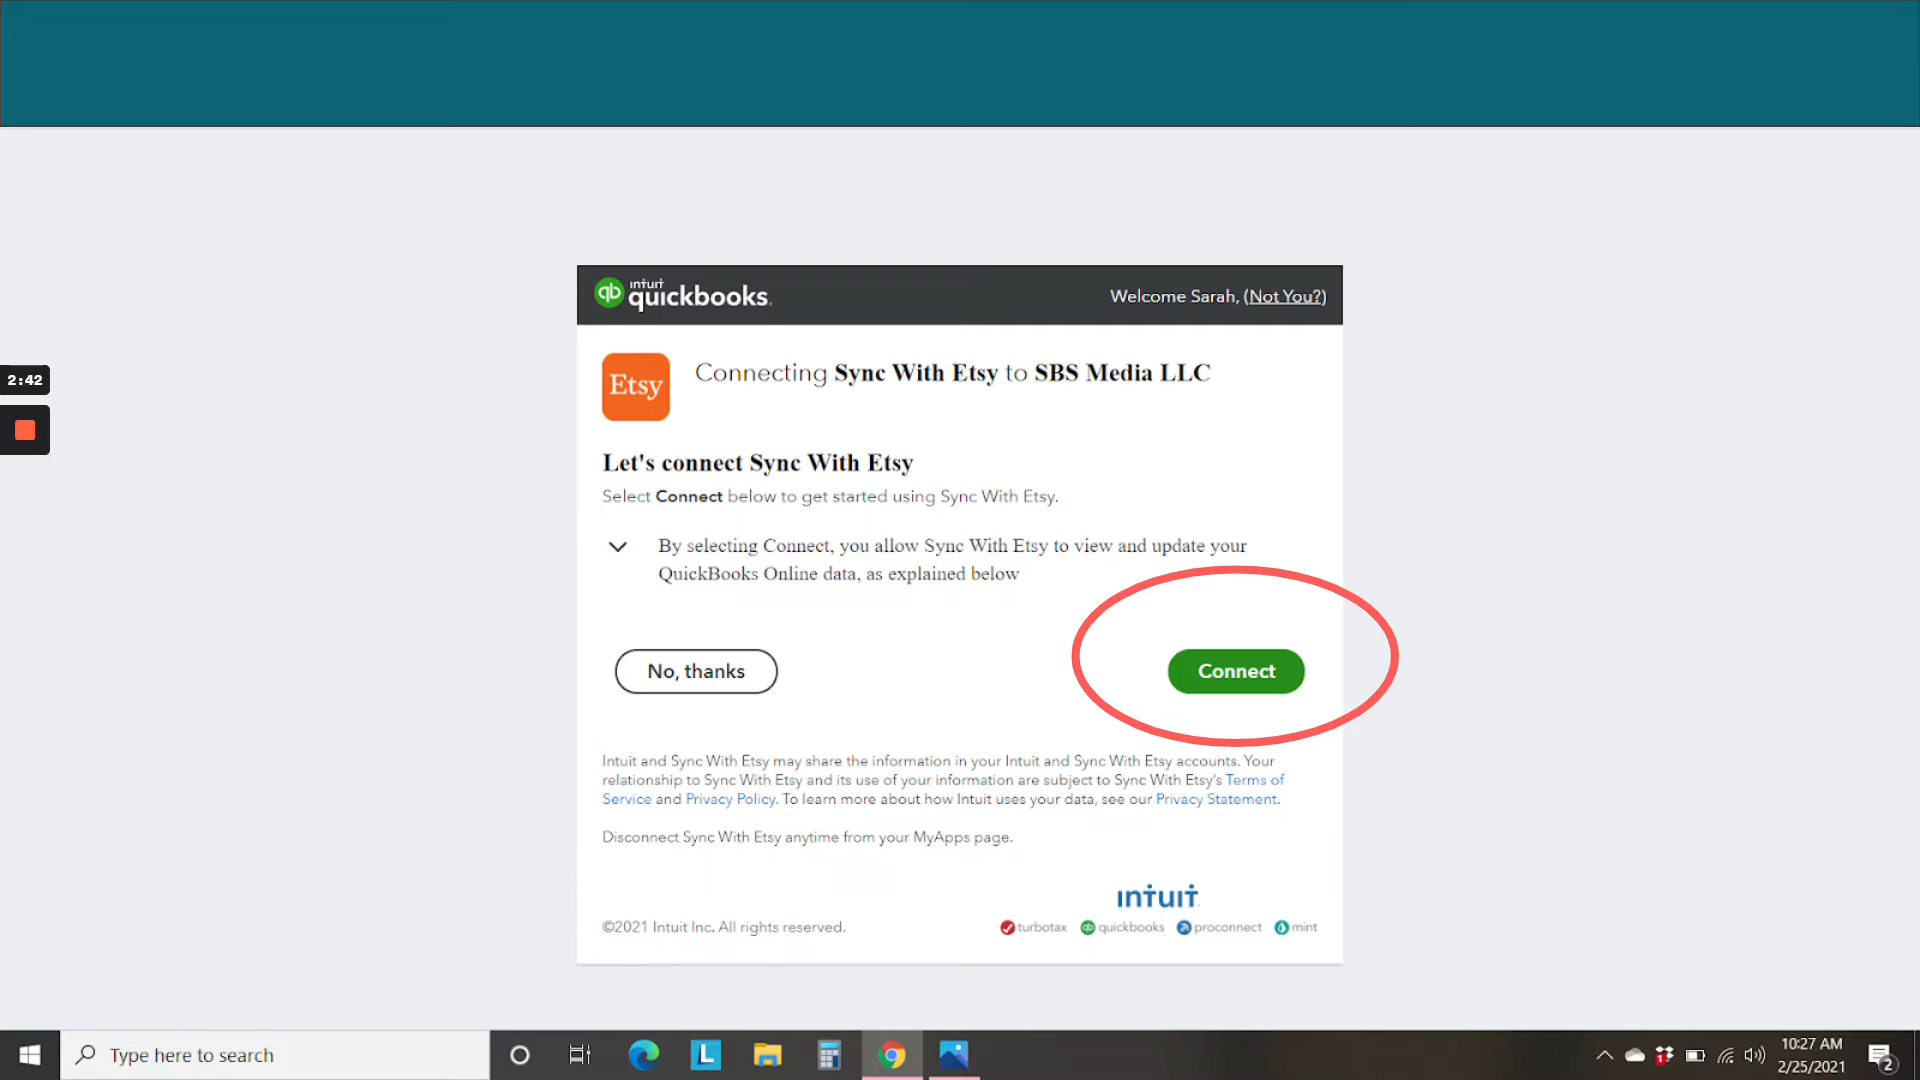 intuit
quickbooks.
Welcome Sarah, (Not You?)
Etsy
Connecting Sync With Etsy to SBS Media LLC
2:42
Let's connect Sync With Etsy
Select Connect below to get started using Sync With Etsy.
By selecting Connect, you allow Sync With Etsy to view and update your
QuickBooks Online data, as explained below
No, thanks
Connect
Intuit and Sync With Etsy may share the information in your Intuit and Sync With Etsy accounts. Your
relationship to Sync With Etsy and its use of your information are subject to Sync With Etsy's Terms of
Service and Privacy Policy. To learn more about how Intuit uses your data, see our Privacy Statement.
Disconnect Sync With Etsy anytime from your MyApps page.
intuit
©2021 Intuit Inc. All rights reserved.
turbotax quickbooks proconnect mint
Type here to search
L
1
10:27 AM
2/25/2021
2